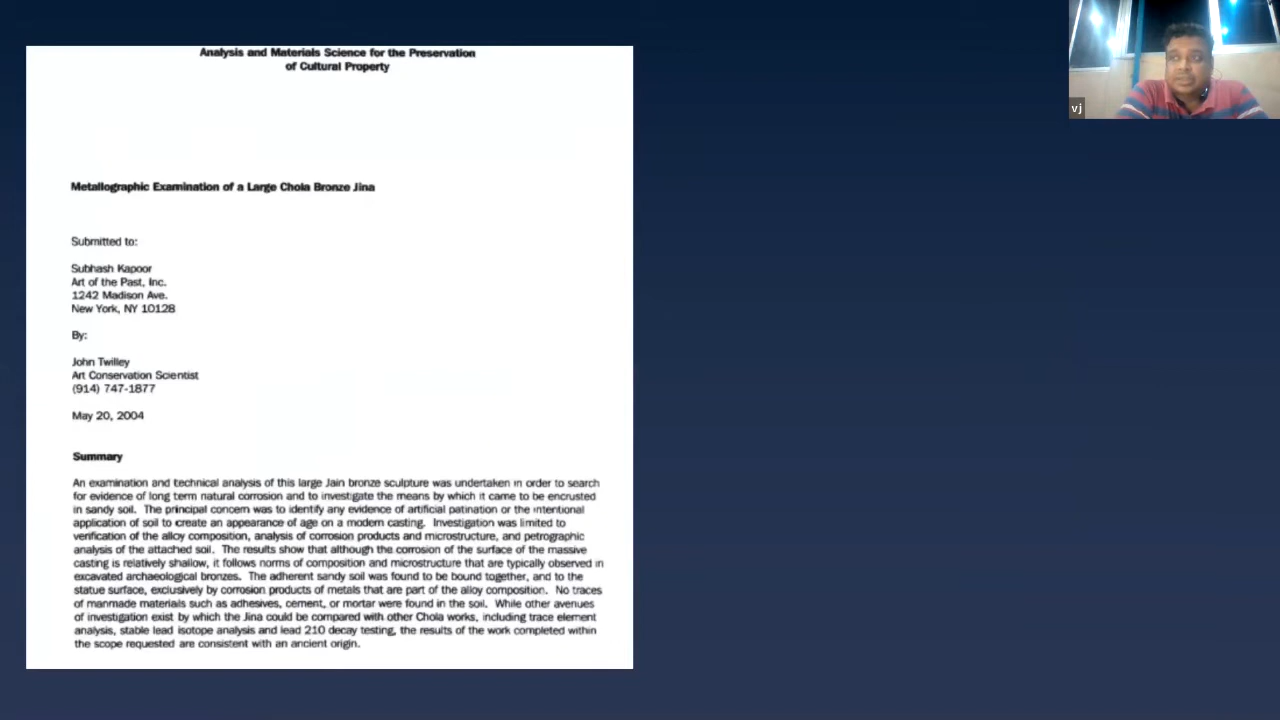 Analysis and Materials Science for the Preservation
of Cultural Property
Metallographic Examination of a Large Chola Bronze Jina
Submitted to:
Subhash Kapoor
Art of the Past, Inc.
1242 Madison Ave.
New York, NY 10128
By:
John Twilley
Art Conservation Scientist
(914) 747-1877
May 20, 2004
Summary
An examination and technical analysis of this large Jain bronze sculpture was undertaken in order to search
for evidence of long term natural corrosion and to investigate the means by which it came to be encrusted
in sandy soil. The principal concern was to identify any evidence of artificial patination or the intentional
application of soil to create an appearance of age on a modern casting. Investigation was limited to
verification of the alloy composition, analysis of corrosion products and microstructure, and petrographic
analysis of the attached soil. The results show that although the corrosion of the surface of the massive
casting is relatively shallow, it follows norms of composition and microstructure that are typically observed in
excavated archaeological bronzes. The adherent sandy soil was found to be bound together, and to the
statue surface, exclusively by corrosion products of metals that are part of the alloy composition. No traces
of manmade materials such as adhesives, cement, or mortar were found in the soil. While other avenues
of investigation exist by which the Jina could be compared with other Chola works, including trace element
analysis, stable lead isotope analysis and lead 210 decay testing, the results of the work completed within
the scope requested are consistent with an ancient origin.
vj